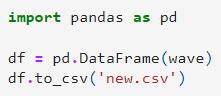 import pandas as pd
df = pd.DataFrame(wave)
df.to_csv('new.csv')